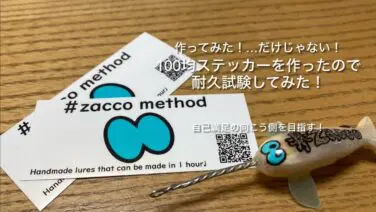 作ってみた！…だけじゃない！
100均ステッカーを作ったので
耐久試験してみた！
自己満足の向こう側を目指す！
#zacco method
Handmade lures that can be made in 1 hour♩
#